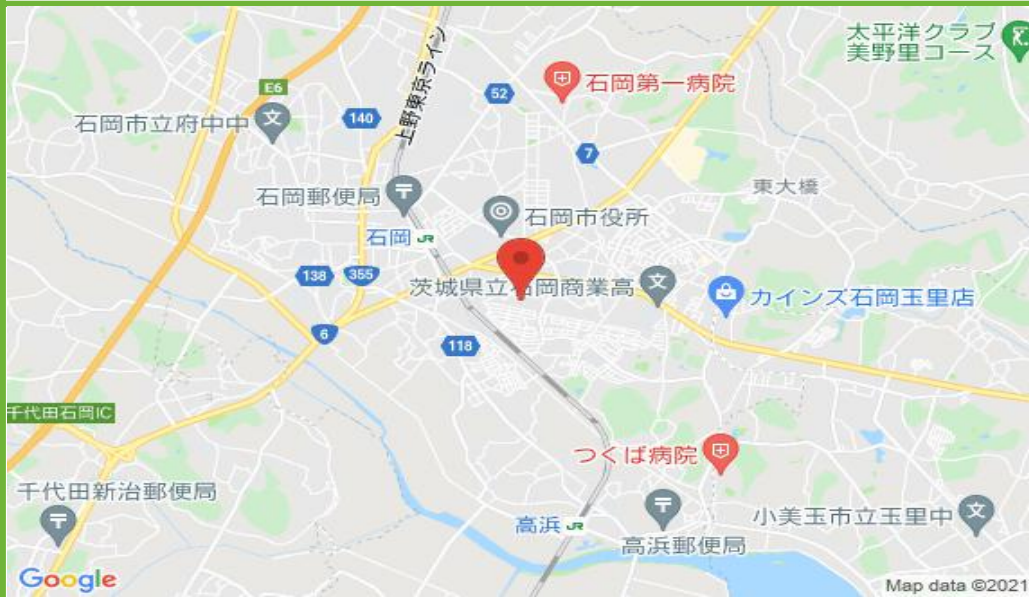 太平洋クラブ
美野里コース
石岡第一病院
E6
52
上野東京ライン
石岡市立府中中
140
7
東大橋
石岡郵便局
石岡市役所
石岡 JR
138
355
茨城県立石岡商業高
カインズ石岡玉里店
6
118
千代田石岡IC
つくば病院
千代田新治郵便局
高浜 JR
高浜郵便局
小美玉市立玉里中
Google
Map data ©2021